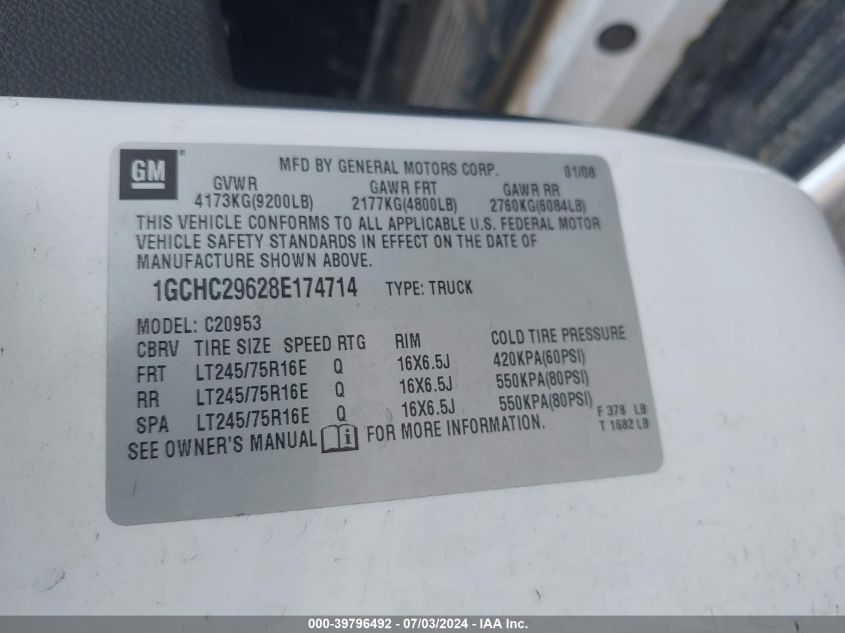 GM ®
MFD BY GENERAL MOTORS CORP. 01/08
GVWR GAWR FRT GAWR RR
4173KG(9200LB) 2177KG(4800LB) 2760KG(6084LB)
THIS VEHICLE CONFORMS TO ALL APPLICABLE U.S. FEDERAL MOTOR
VEHICLE SAFETY STANDARDS IN EFFECT ON THE DATE OF
MANUFACTURE SHOWN ABOVE.
1GCHC29628E174714 TYPE: TRUCK
MODEL: C20953
CBRV TIRE SIZE SPEED RTG RIM COLD TIRE PRESSURE
FRT LT245/75R16E Q 16X6.5J 420KPA(60PSI)
RR LT245/75R16E Q 16X6.5J 550KPA(80PSI)
SPA LT245/75R16E Q 16X6.5J 550KPA(80PSI)
F 378 LB
SEE OWNER'S MANUAL i FOR MORE INFORMATION. T 1682 LB
000-39796492 - 07/03/2024 - IAA Inc.